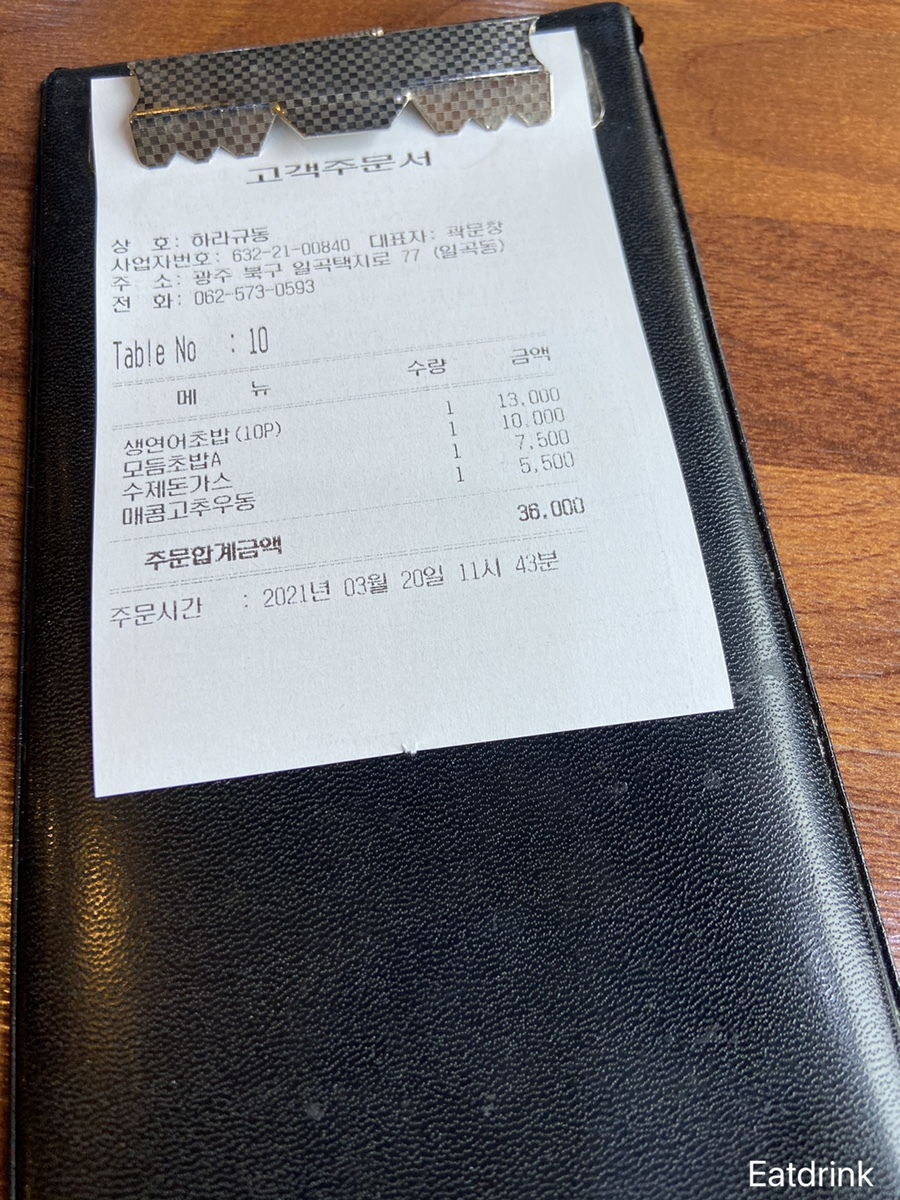 고객주문서
상 호: 하라규동
사업자번호: 632-21-00840 대표자: 곽문창
주 소: 광주 북구 일곡택지로 77 (일곡동)
전 화: 062-573-0593
Table No : 10
메 뉴 수량 금액
생연어초밥(10P) 1 13,000
모듬초밥A 1 10,000
수제돈가스 1 7,500
매콤고추우동 1 5,500
주문합계금액 36,000
주문시간 : 2021년 03월 20일 11시 43분
Eatdrink